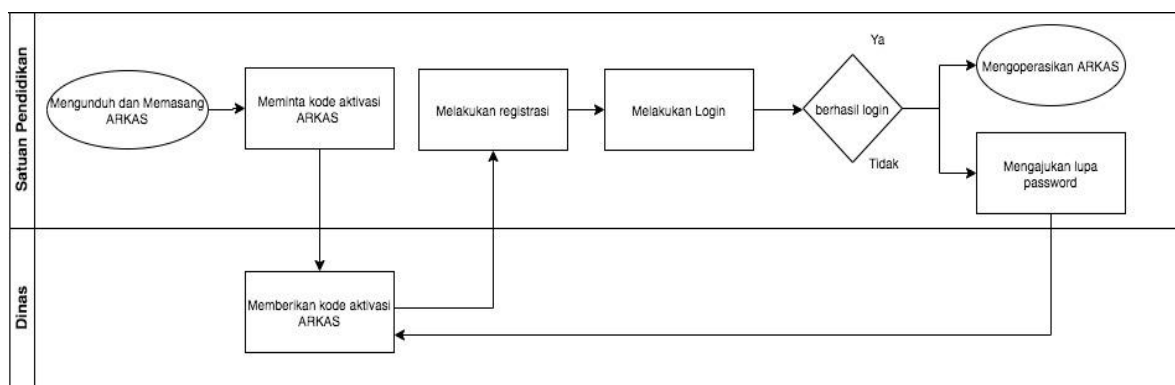 Satuan Pendidikan
Mengunduh dan Memasang
ARKAS
Meminta kode aktivasi
ARKAS
Melakukan registrasi
Melakukan Login
berhasil login
Ya
Tidak
Mengoperasikan ARKAS
Mengajukan lupa
password
Dinas
Memberikan kode aktivasi
ARKAS